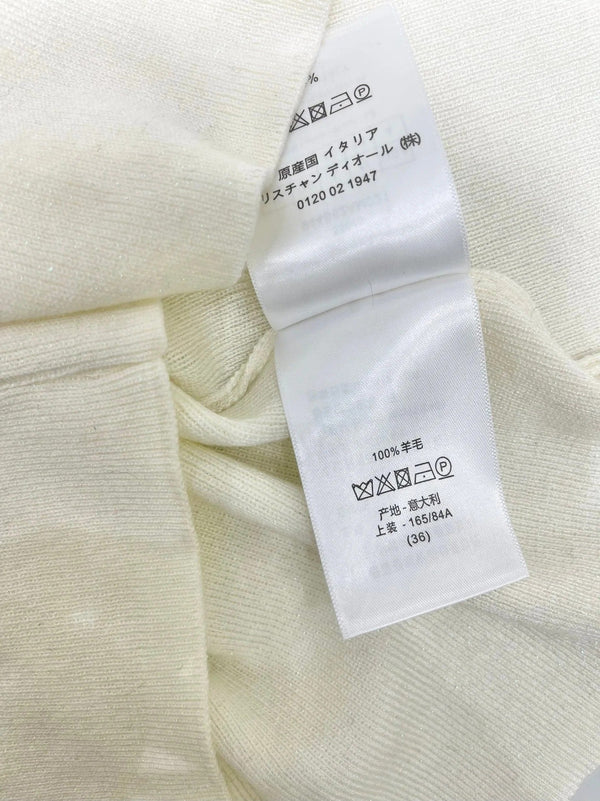 %
原産国 イタリア
リスチャン ディオール (株)
0120 02 1947
100%羊毛
产地 - 意大利
上装 - 165/84A
(36)